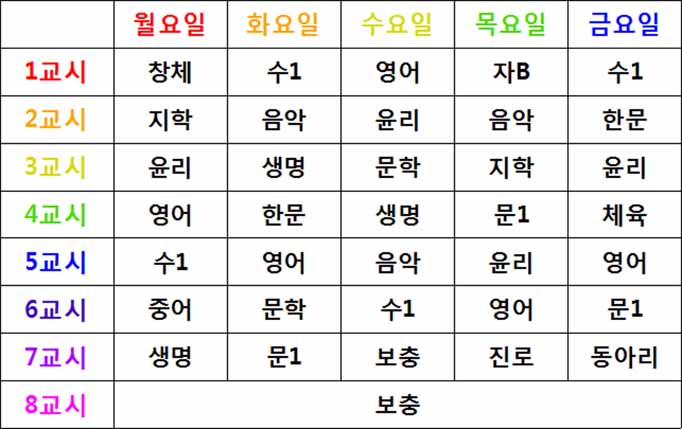 월요일 화요일 수요일 목요일 금요일
1교시 창체 수1 영어 자B 수1
2교시 지학 음악 윤리 음악 한문
3교시 윤리 생명 문학 지학 윤리
4교시 영어 한문 생명 문1 체육
5교시 수1 영어 음악 윤리 영어
6교시 중어 문학 수1 영어 문1
7교시 생명 문1 보충 진로 동아리
8교시 보충